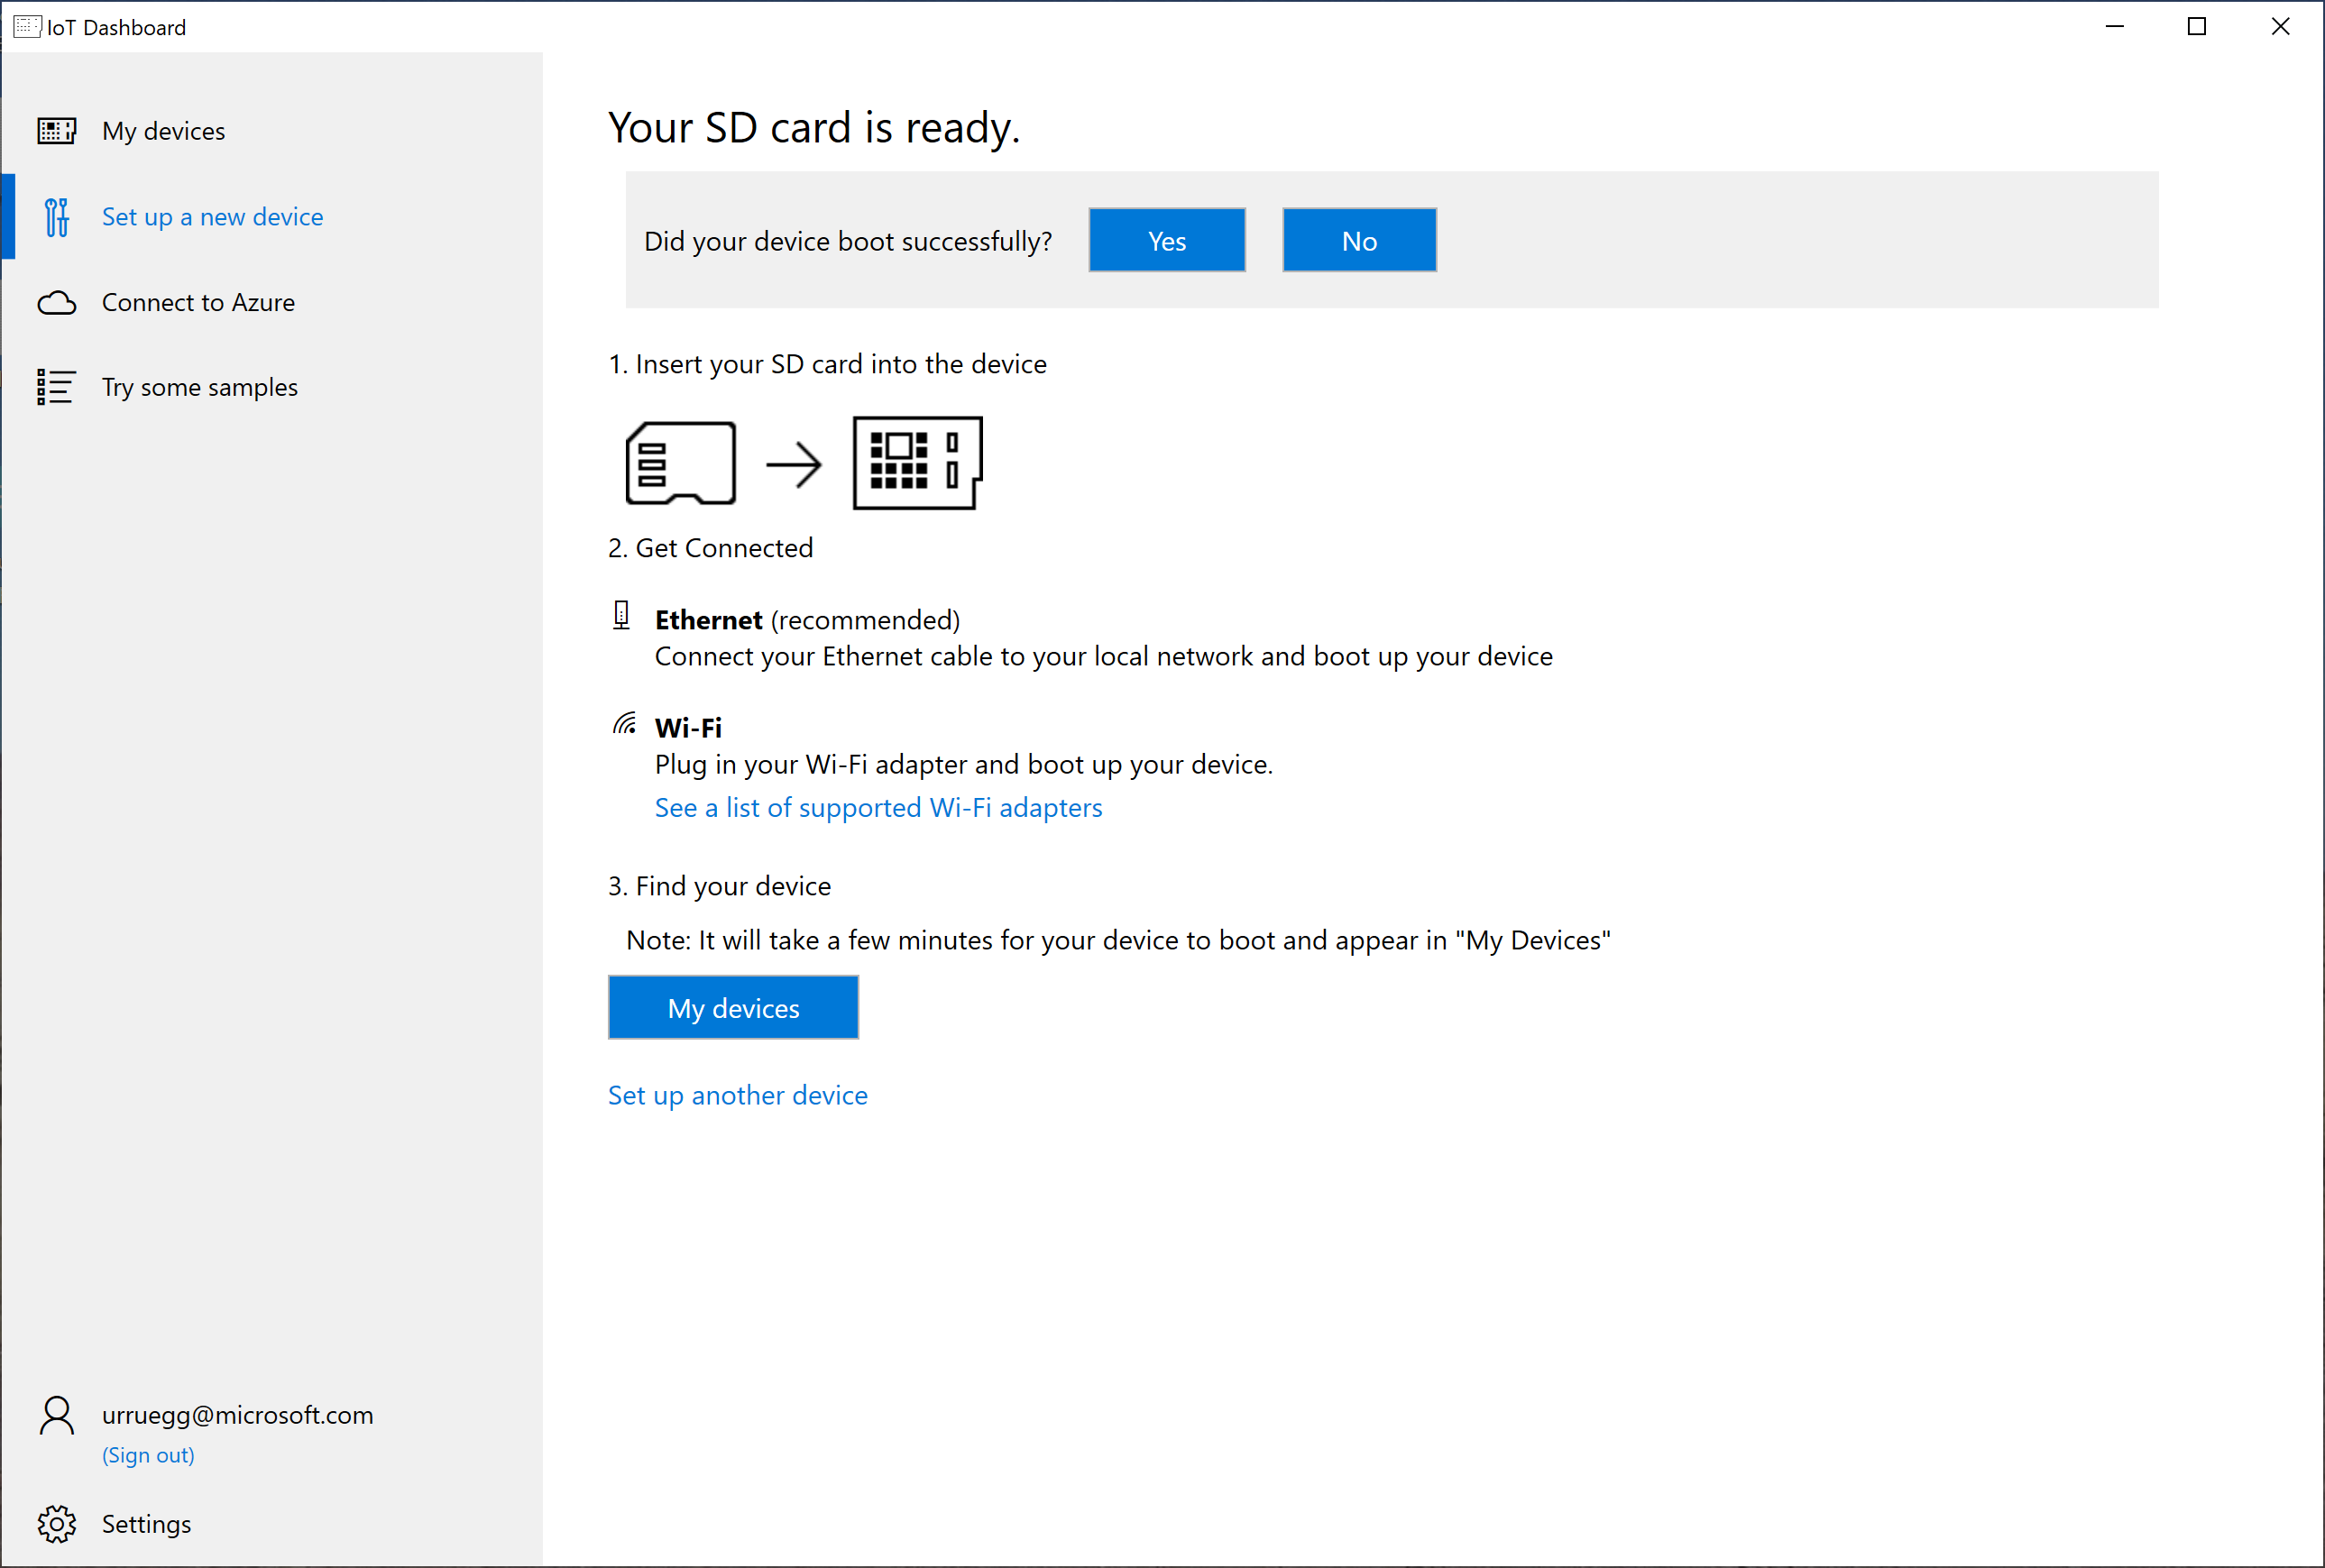 IoT Dashboard
My devices
Set up a new device
Connect to Azure
Try some samples
urruegg@microsoft.com
(Sign out)
Settings
Your SD card is ready.
Did your device boot successfully? Yes No
1. Insert your SD card into the device
2. Get Connected
Ethernet (recommended)
Connect your Ethernet cable to your local network and boot up your device
Wi-Fi
Plug in your Wi-Fi adapter and boot up your device.
See a list of supported Wi-Fi adapters
3. Find your device
Note: It will take a few minutes for your device to boot and appear in "My Devices"
My devices
Set up another device